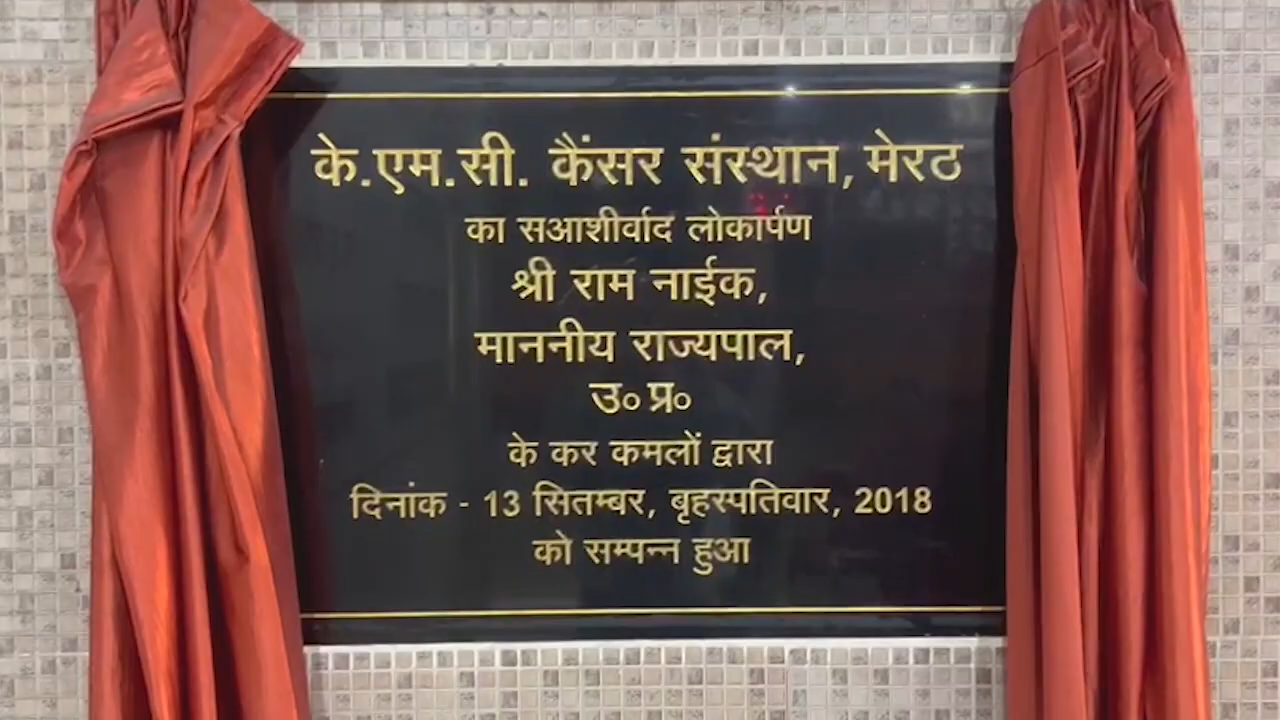 के.एम.सी. कैंसर संस्थान, मेरठ
का सआशीर्वाद लोकार्पण
श्री राम नाईक,
माननीय राज्यपाल,
उ० प्र०
के कर कमलों द्वारा
दिनांक - 13 सितम्बर, बृहस्पतिवार, 2018
को सम्पन्न हुआ